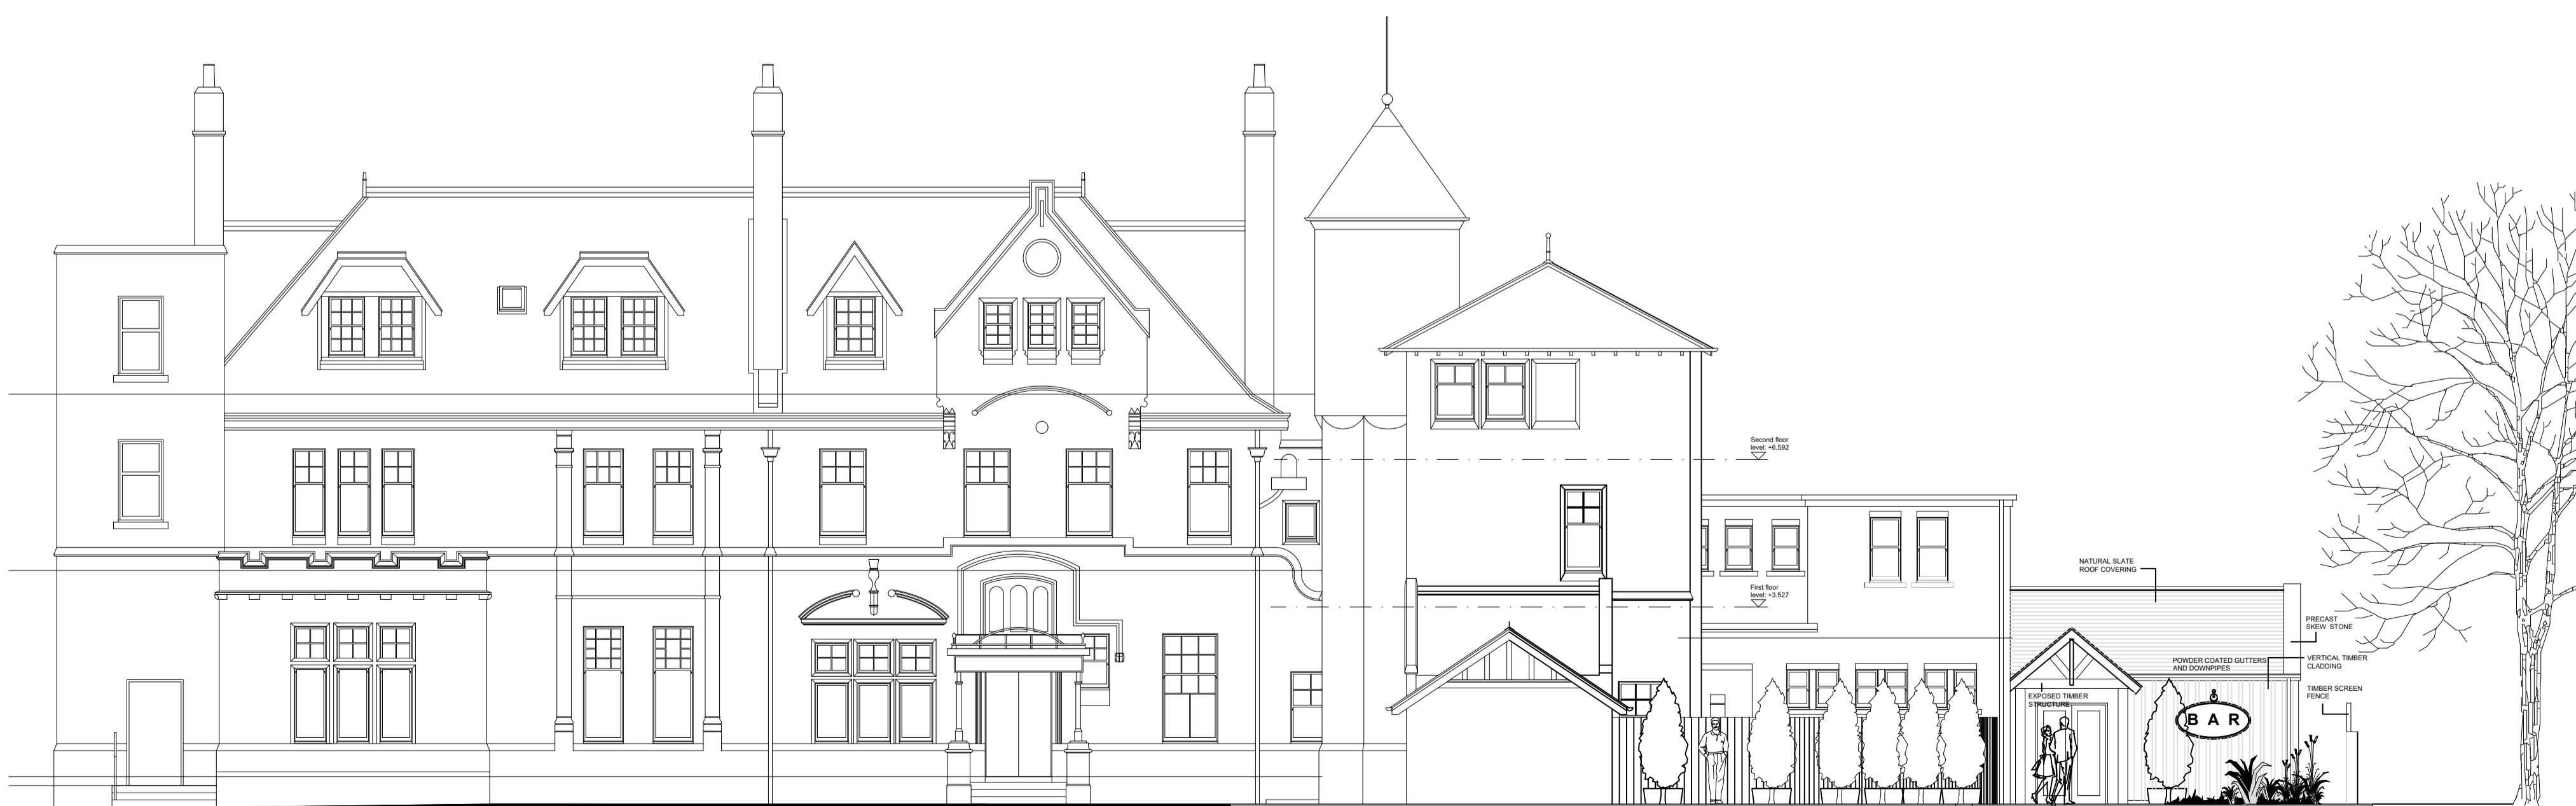 Second floor
level: +6.592
First floor
level: +3.527
NATURAL SLATE
ROOF COVERING
PRECAST
SKEW STONE
POWDER COATED GUTTERS
AND DOWNPIPES
VERTICAL TIMBER
CLADDING
EXPOSED TIMBER
STRUCTURE
TIMBER SCREEN
FENCE
BAR